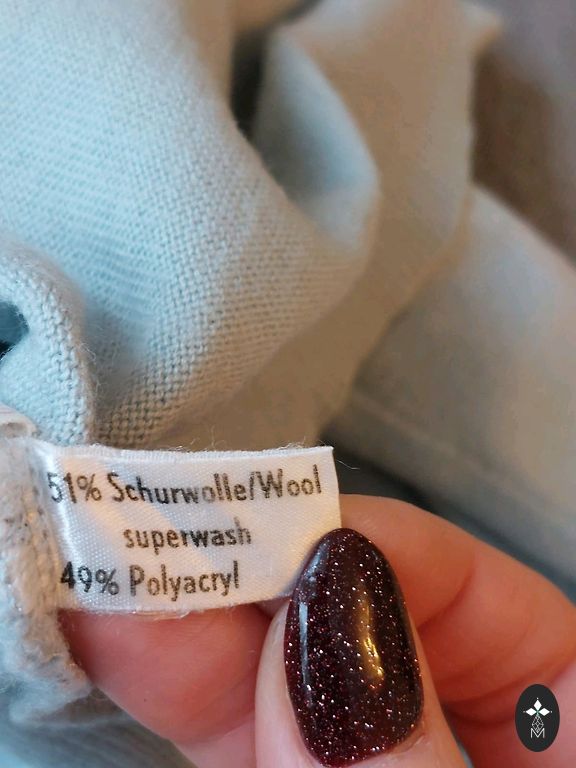 51% Schurwolle/Wool
superwash
49% Polyacryl
M